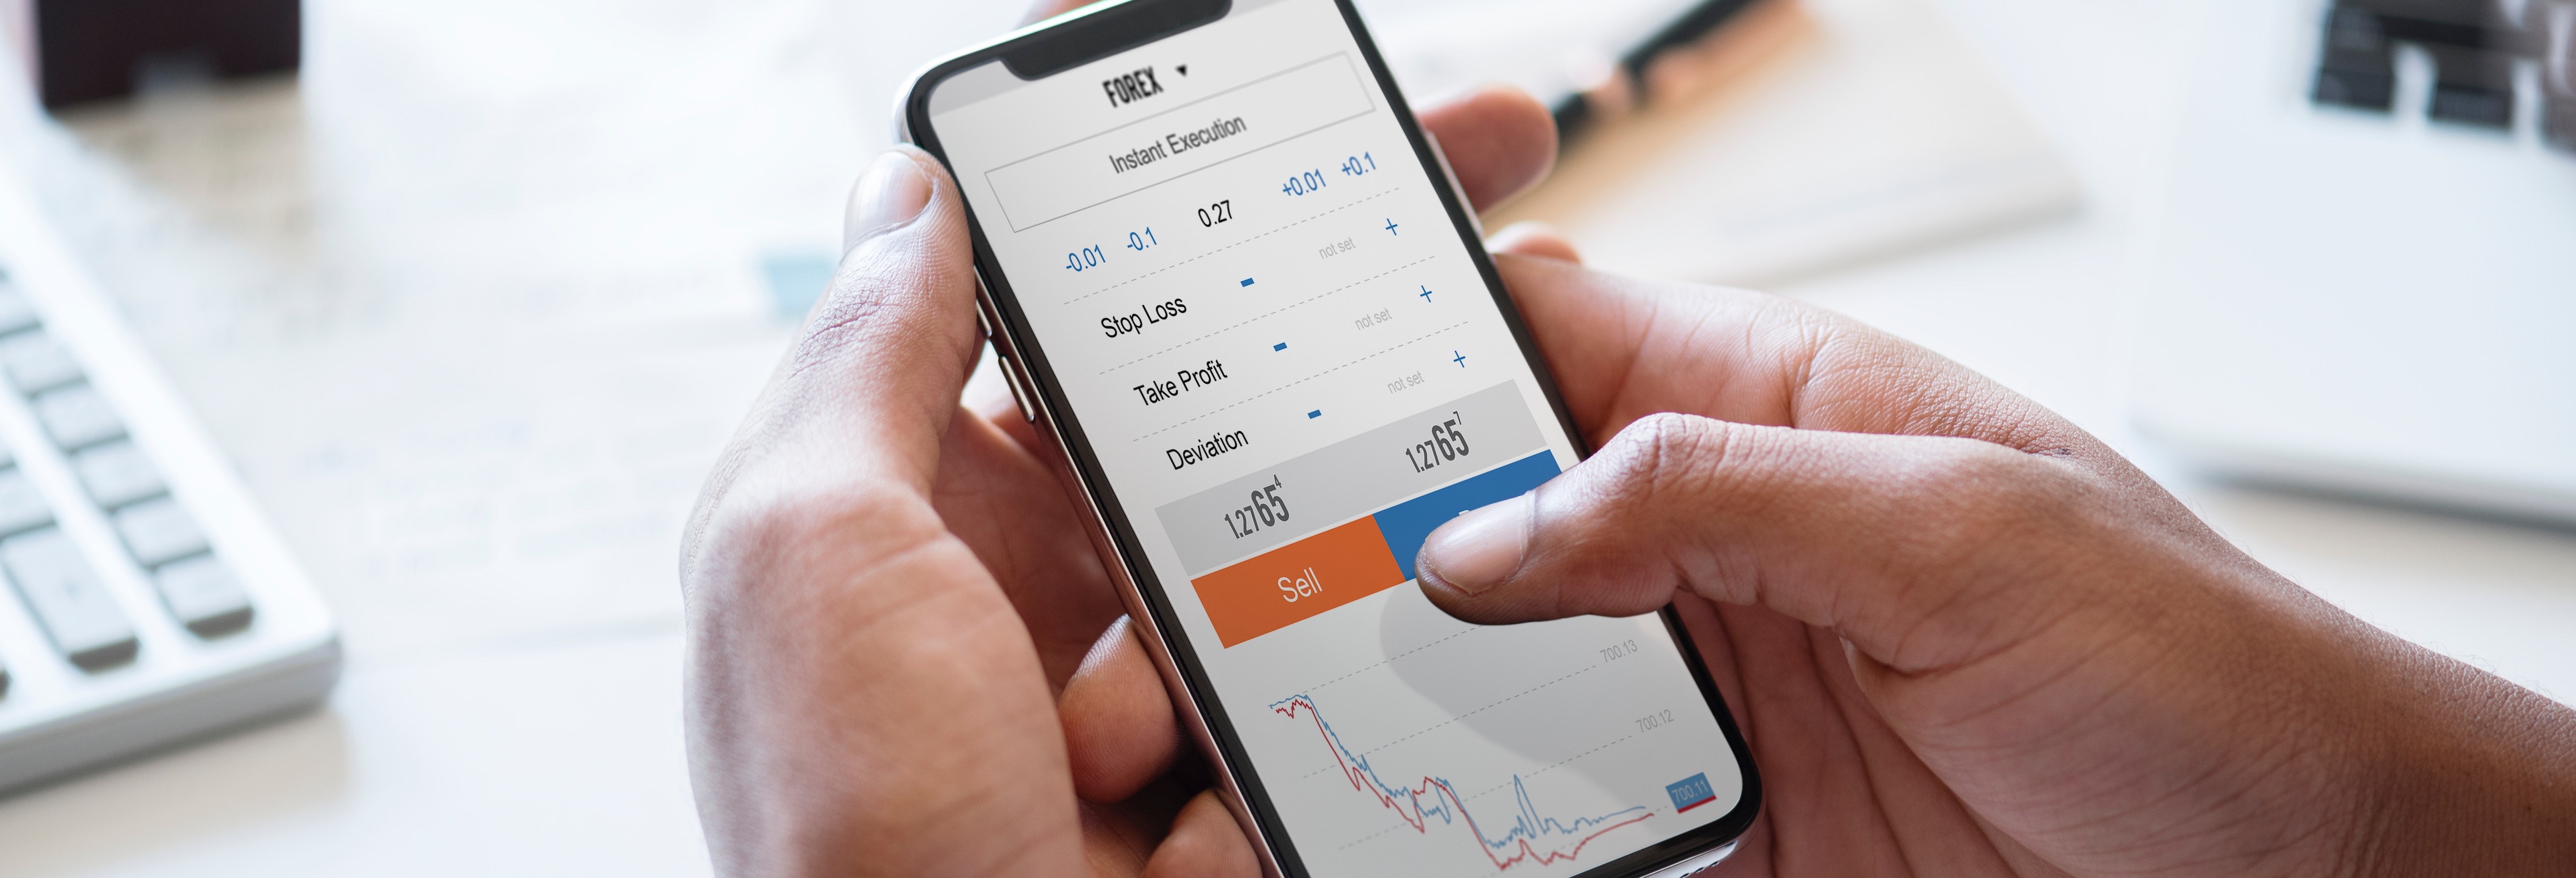 FOREX
Instant Execution
-0.01 -0.1 0.27 +0.01 +0.1
Stop Loss - not set +
Take Profit - not set +
Deviation - not set +
1.27654 1.27657
Sell
700.13
700.12
700.11